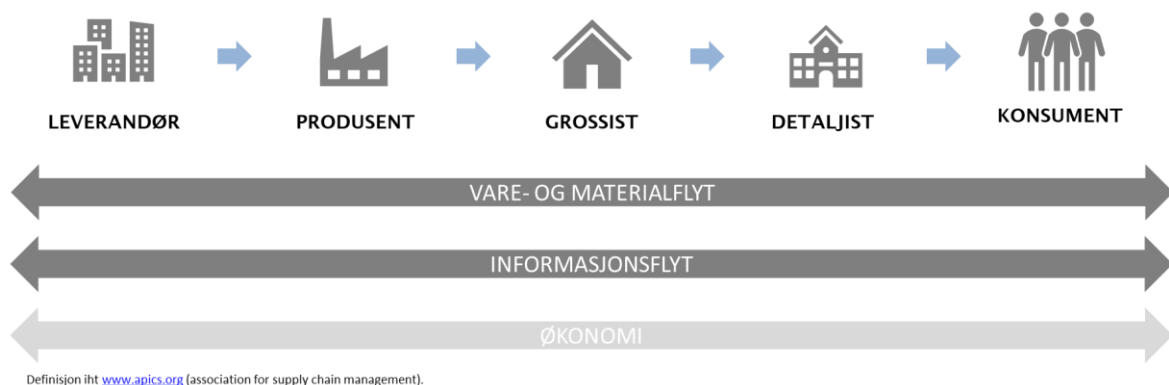 LEVERANDØR PRODUSENT GROSSIST DETALJIST KONSUMENT
VARE- OG MATERIALFLYT
INFORMASJONSFLYT
ØKONOMI
Definisjon iht www.apics.org (association for supply chain management).